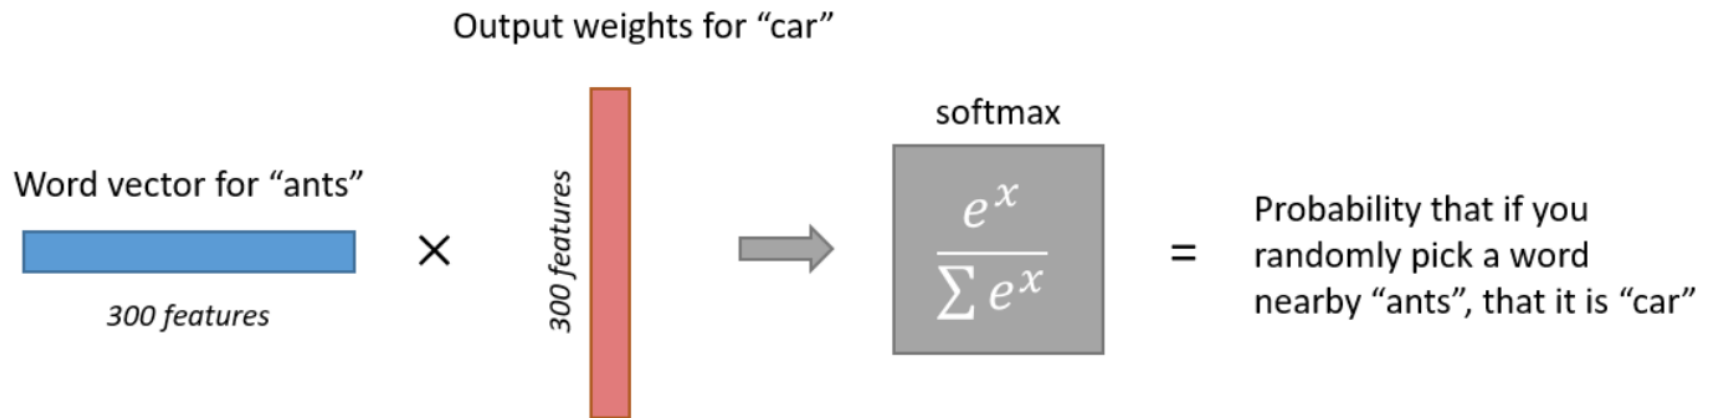 Output weights for “car”
softmax
Word vector for “ants”
300 features
×
300 features
e^x
∑ e^x
=
Probability that if you
randomly pick a word
nearby “ants”, that it is “car”